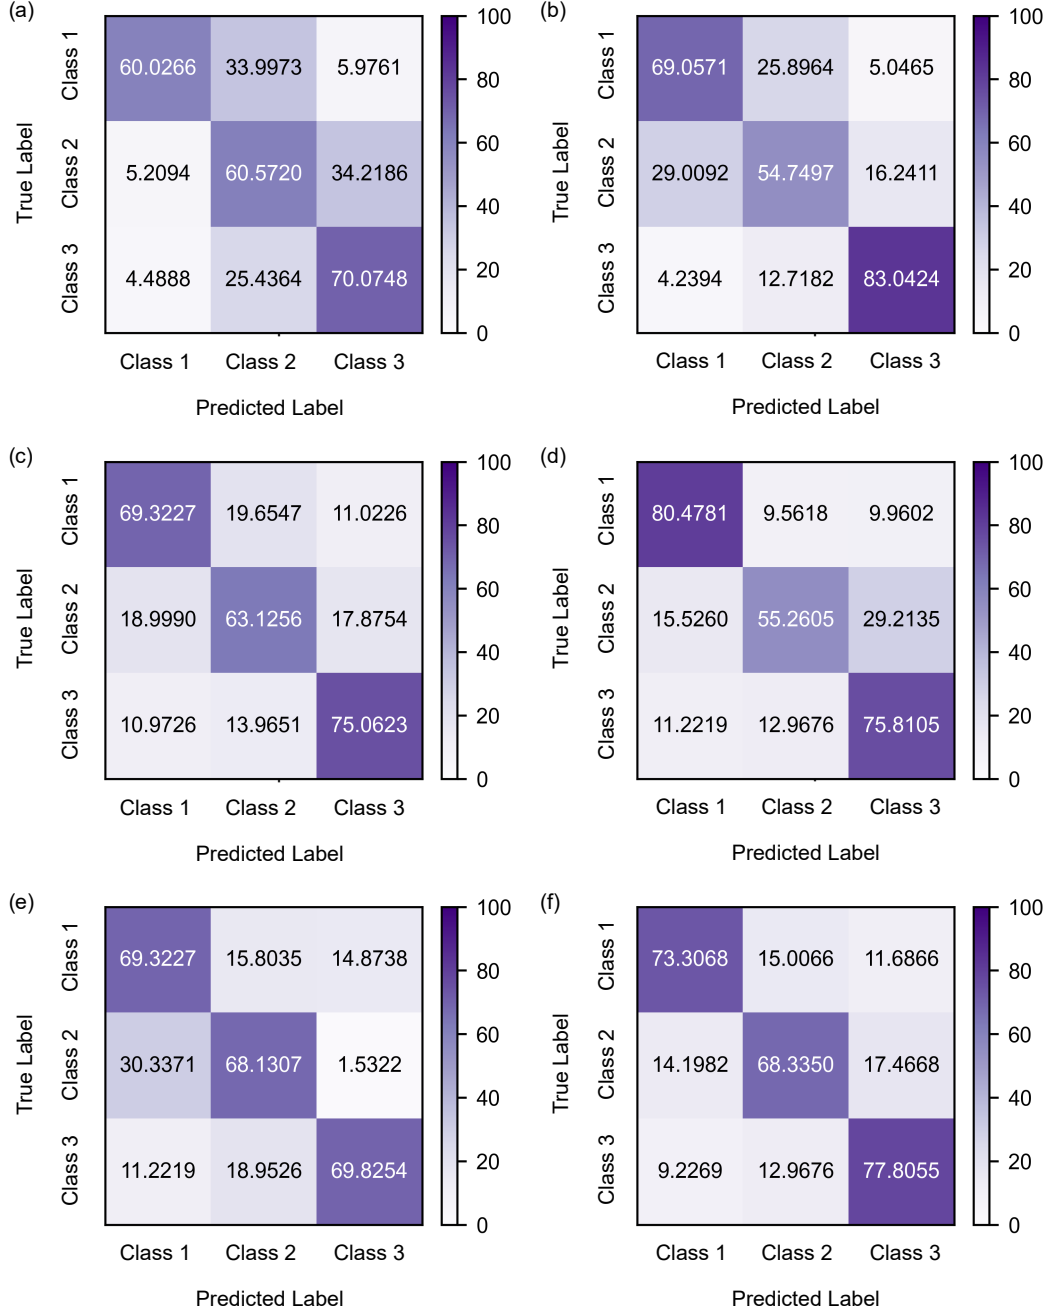 (a)
Class 1 60.0266 33.9973 5.9761 100
80
True Label Class 2 5.2094 60.5720 34.2186 60
40
Class 3 4.4888 25.4364 70.0748 20
0
Class 1 Class 2 Class 3
Predicted Label
(b)
Class 1 69.0571 25.8964 5.0465 100
80
True Label Class 2 29.0092 54.7497 16.2411 60
40
Class 3 4.2394 12.7182 83.0424 20
0
Class 1 Class 2 Class 3
Predicted Label
(c)
Class 1 69.3227 19.6547 11.0226 100
80
True Label Class 2 18.9990 63.1256 17.8754 60
40
Class 3 10.9726 13.9651 75.0623 20
0
Class 1 Class 2 Class 3
Predicted Label
(d)
Class 1 80.4781 9.5618 9.9602 100
80
True Label Class 2 15.5260 55.2605 29.2135 60
40
Class 3 11.2219 12.9676 75.8105 20
0
Class 1 Class 2 Class 3
Predicted Label
(e)
Class 1 69.3227 15.8035 14.8738 100
80
True Label Class 2 30.3371 68.1307 1.5322 60
40
Class 3 11.2219 18.9526 69.8254 20
0
Class 1 Class 2 Class 3
Predicted Label
(f)
Class 1 73.3068 15.0066 11.6866 100
80
True Label Class 2 14.1982 68.3350 17.4668 60
40
Class 3 9.2269 12.9676 77.8055 20
0
Class 1 Class 2 Class 3
Predicted Label